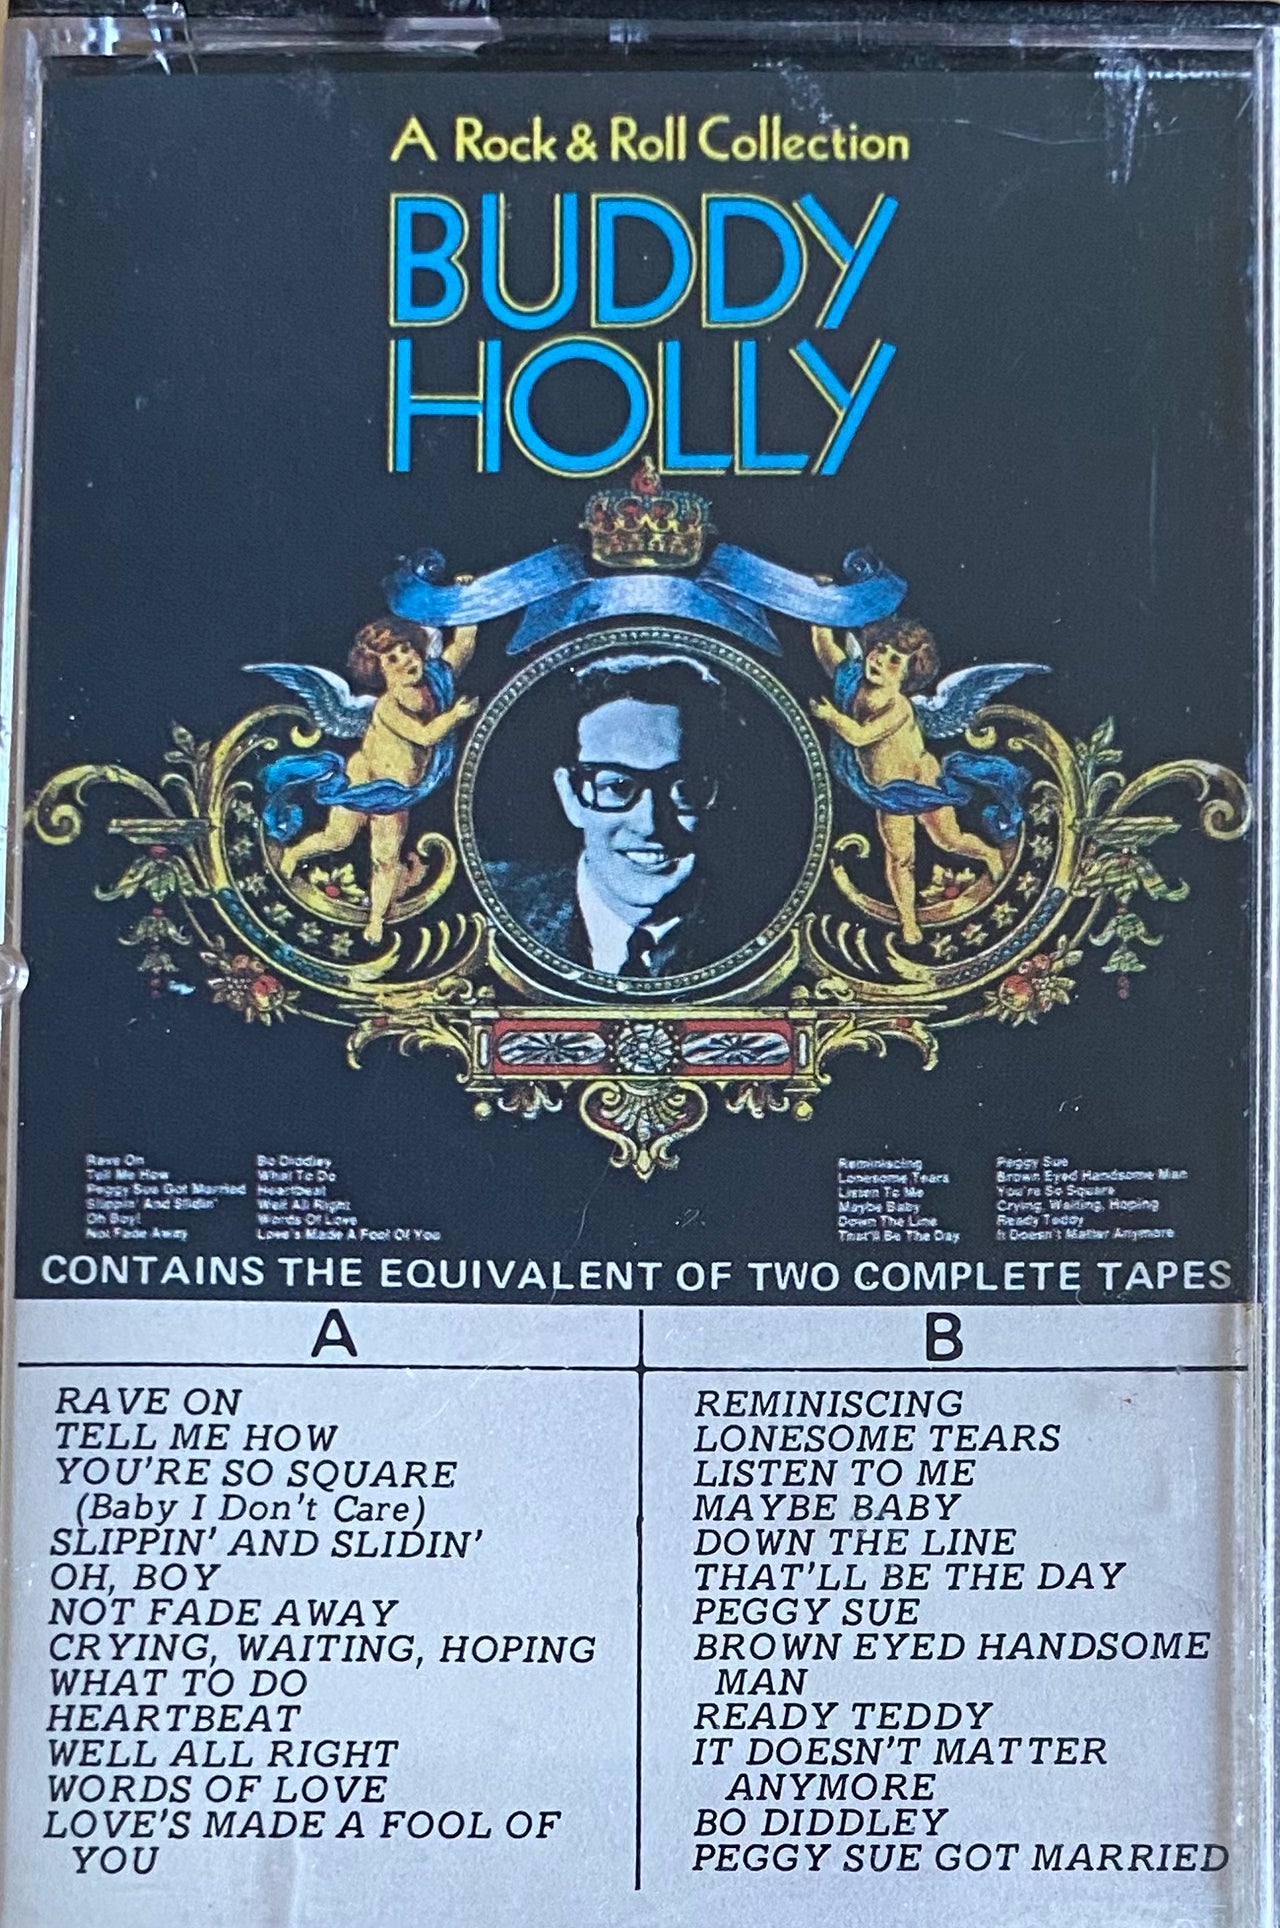 A Rock & Roll Collection
BUDDY
HOLLY
Rave On
Tell Me How
Peggy Sue Got Married
Slippin' And Slidin'
Oh Boy!
Not Fade Away
Bo Diddley
What To Do
Heartbeat
Well All Right
Words Of Love
Love's Made A Fool Of You
Reminiscing
Lonesome Tears
Listen To Me
Maybe Baby
Down The Line
That'll Be The Day
Peggy Sue
Brown Eyed Handsome Man
You're So Square
Crying, Waiting, Hoping
Ready Teddy
It Doesn't Matter Anymore
CONTAINS THE EQUIVALENT OF TWO COMPLETE TAPES
A
RAVE ON
TELL ME HOW
YOU'RE SO SQUARE
(Baby I Don't Care)
SLIPPIN' AND SLIDIN'
OH, BOY
NOT FADE AWAY
CRYING, WAITING, HOPING
WHAT TO DO
HEARTBEAT
WELL ALL RIGHT
WORDS OF LOVE
LOVE'S MADE A FOOL OF
YOU
B
REMINISCING
LONESOME TEARS
LISTEN TO ME
MAYBE BABY
DOWN THE LINE
THAT'LL BE THE DAY
PEGGY SUE
BROWN EYED HANDSOME
MAN
READY TEDDY
IT DOESN'T MATTER
ANYMORE
BO DIDDLEY
PEGGY SUE GOT MARRIED